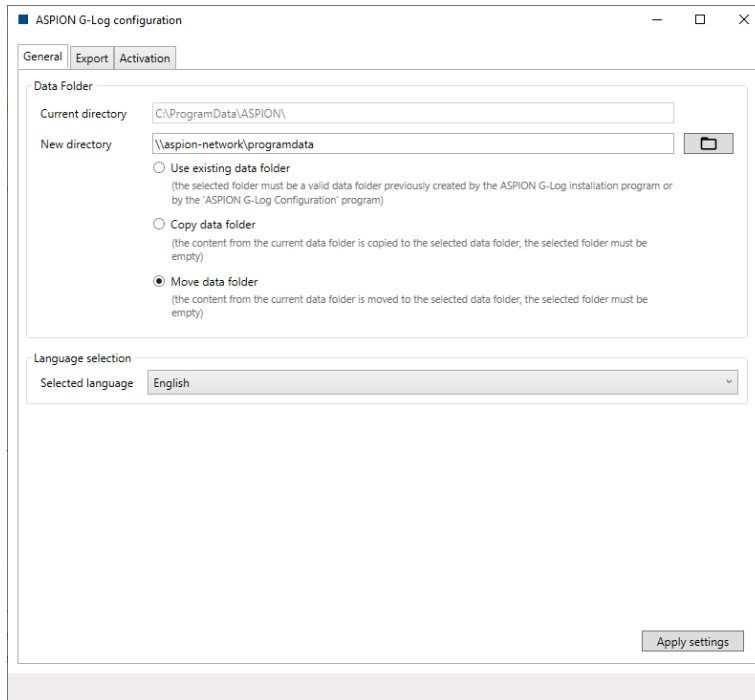 ASPION G-Log configuration
General Export Activation
Data Folder
Current directory C:\ProgramData\ASPION\
New directory \\aspion-network\programdata
Use existing data folder
(the selected folder must be a valid data folder previously created by the ASPION G-Log installation program or
by the 'ASPION G-Log Configuration' program)
Copy data folder
(the content from the current data folder is copied to the selected data folder, the selected folder must be
empty)
Move data folder
(the content from the current data folder is moved to the selected data folder, the selected folder must be
empty)
Language selection
Selected language English
Apply settings